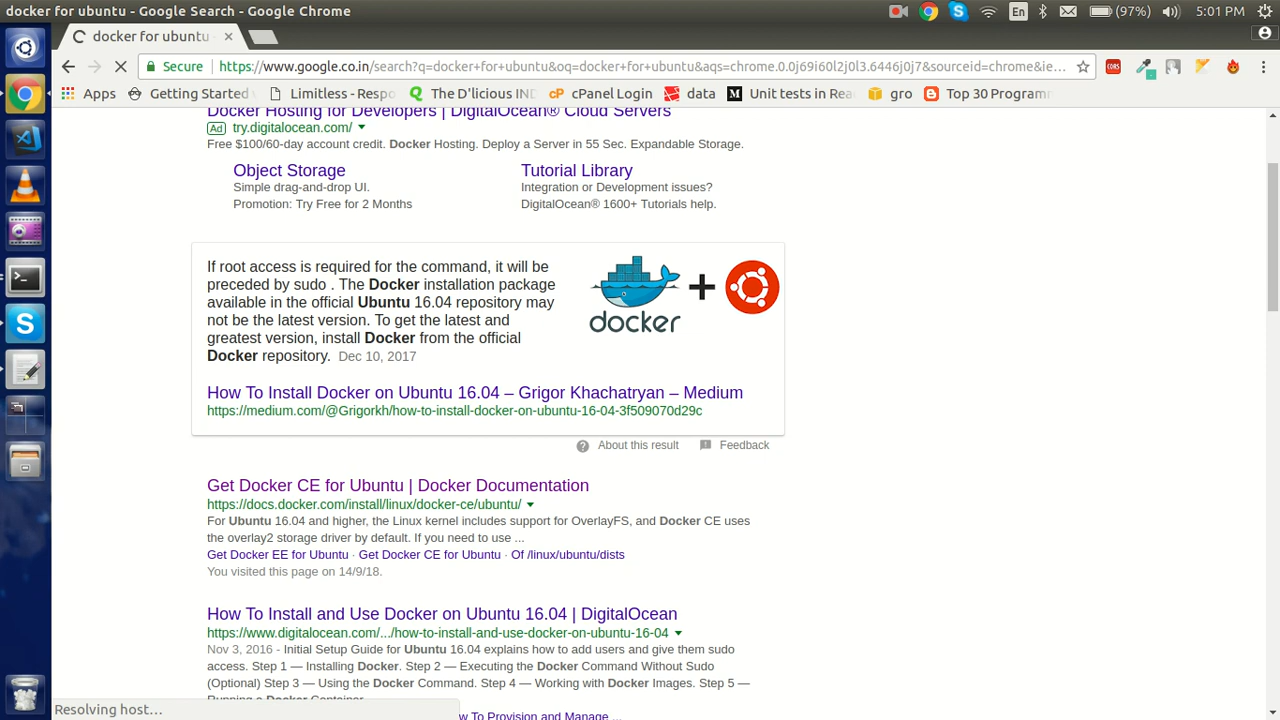 docker for ubuntu - Google Search - Google Chrome
En
(97%)
5:01 PM
docker for ubuntu -
Secure
https://www.google.co.in/search?q=docker+for+ubuntu&oq=docker+for+ubuntu&aqs=chrome.0.0j69i60l2j0l3.6446j0j7&sourceid=chrome&ie...
Apps
Getting Started
Limitless - Respo
The D'licious IND
cPanel Login
data
Unit tests in Rea
gro
Top 30 Program
Docker Hosting for Developers | DigitalOcean® Cloud Servers
Ad try.digitalocean.com/
Free $100/60-day account credit. Docker Hosting. Deploy a Server in 55 Sec. Expandable Storage.
Object Storage
Simple drag-and-drop UI.
Promotion: Try Free for 2 Months
Tutorial Library
Integration or Development issues?
DigitalOcean® 1600+ Tutorials help.
If root access is required for the command, it will be
preceded by sudo . The Docker installation package
available in the official Ubuntu 16.04 repository may
not be the latest version. To get the latest and
greatest version, install Docker from the official
Docker repository. Dec 10, 2017
docker
How To Install Docker on Ubuntu 16.04 – Grigor Khachatryan – Medium
https://medium.com/@Grigorkh/how-to-install-docker-on-ubuntu-16-04-3f509070d29c
About this result
Feedback
Get Docker CE for Ubuntu | Docker Documentation
https://docs.docker.com/install/linux/docker-ce/ubuntu/
For Ubuntu 16.04 and higher, the Linux kernel includes support for OverlayFS, and Docker CE uses
the overlay2 storage driver by default. If you need to use ...
Get Docker EE for Ubuntu · Get Docker CE for Ubuntu · Of /linux/ubuntu/dists
You visited this page on 14/9/18.
How To Install and Use Docker on Ubuntu 16.04 | DigitalOcean
https://www.digitalocean.com/.../how-to-install-and-use-docker-on-ubuntu-16-04
Nov 3, 2016 - Initial Setup Guide for Ubuntu 16.04 explains how to add users and give them sudo
access. Step 1 — Installing Docker. Step 2 — Executing the Docker Command Without Sudo
(Optional) Step 3 — Using the Docker Command. Step 4 — Working with Docker Images. Step 5 —
Running a Docker Container
Resolving host…
w To Provision and Manage ...